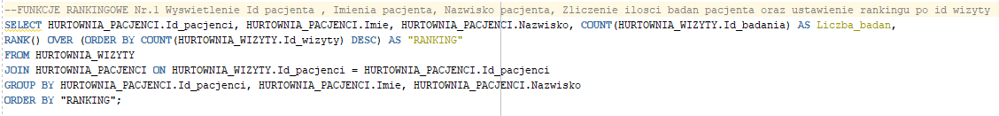 ---FUNKCJE RANKINGOWE Nr.1 Wyswietlenie Id pacjenta , Imienia pacjenta, Nazwisko pacjenta, Zliczenie ilosci badan pacjenta oraz ustawienie rankingu po id wizyty
SELECT HURTOWNIA_PACJENCI.Id_pacjenci, HURTOWNIA_PACJENCI.Imie, HURTOWNIA_PACJENCI.Nazwisko, COUNT(HURTOWNIA_WIZYTY.Id_badania) AS Liczba_badan,
RANK() OVER (ORDER BY COUNT(HURTOWNIA_WIZYTY.Id_wizyty) DESC) AS "RANKING"
FROM HURTOWNIA_WIZYTY
JOIN HURTOWNIA_PACJENCI ON HURTOWNIA_WIZYTY.Id_pacjenci = HURTOWNIA_PACJENCI.Id_pacjenci
GROUP BY HURTOWNIA_PACJENCI.Id_pacjenci, HURTOWNIA_PACJENCI.Imie, HURTOWNIA_PACJENCI.Nazwisko
ORDER BY "RANKING";